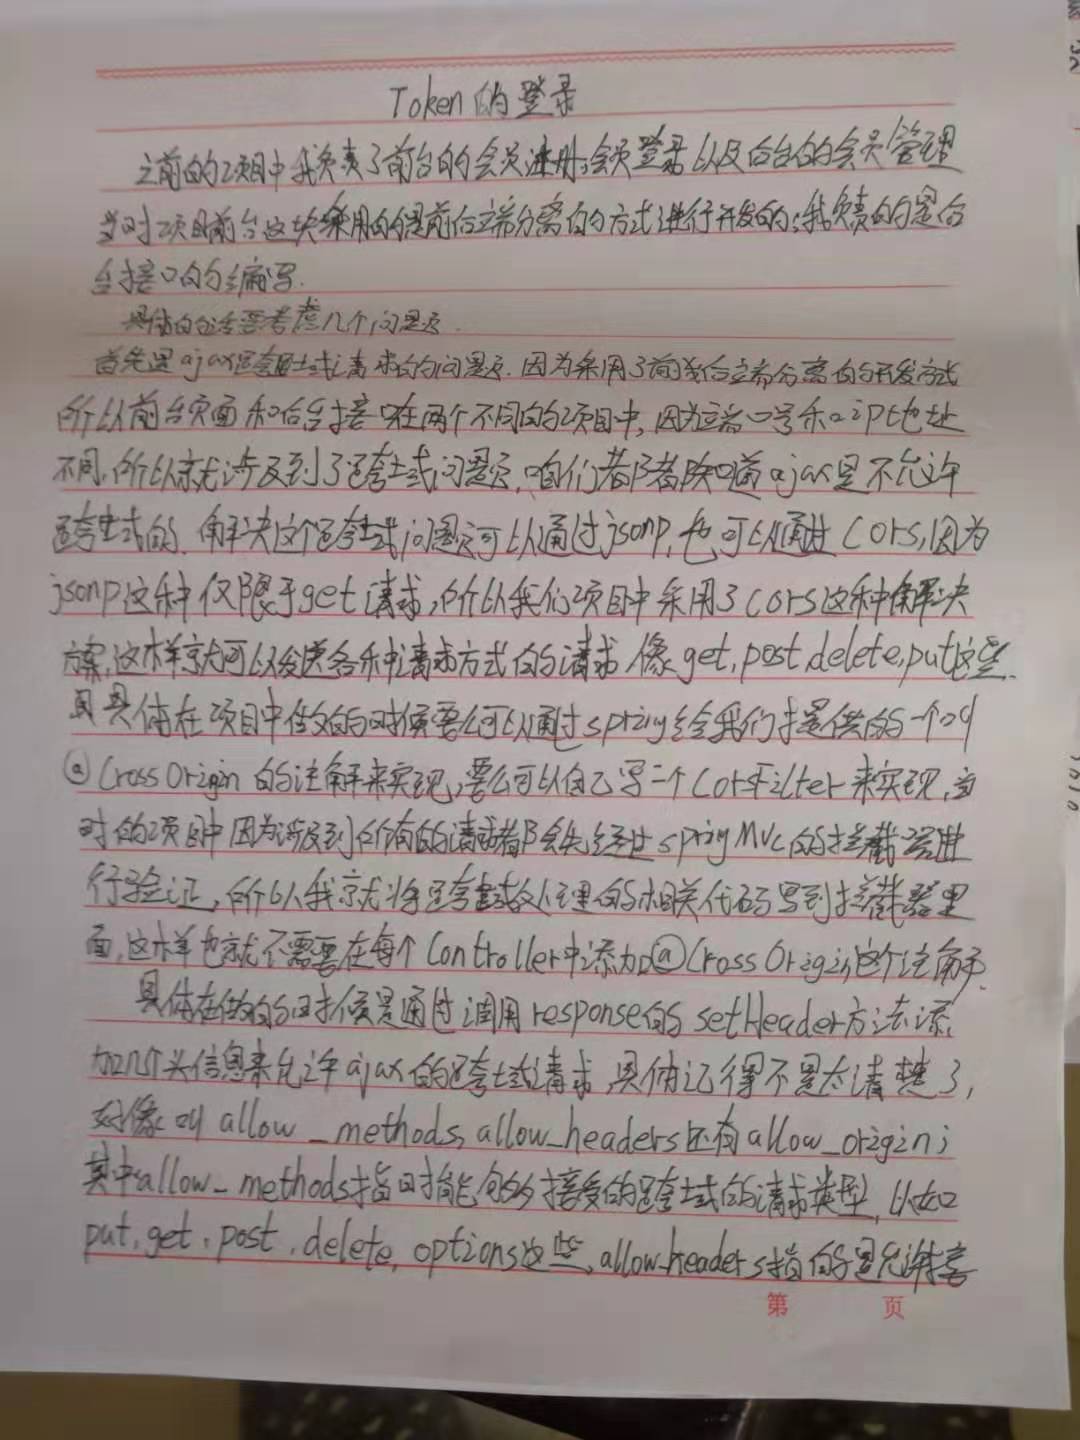 Token的登录
之前的项目中我负责了前台的会员注册,会员登录以及后台的会员管理
当时项目前台这块采用的是前后端分离的方式进行开发的;我负责的是后
台接口的编写.
具体的话要考虑几个问题.
首先是ajax跨域请求的问题.因为采用了前后端分离的开发方式
所以前台页面和后台接口在两个不同的项目中,因为端口号和ip地址
不同,所以就涉及到了跨域问题,咱们都知道ajax是不允许
跨域的.解决这个跨域问题可以通过jsonp,也可以通过Cors,因为
jsonp这种仅限于get请求,所以我们项目中采用了cors这种解决
方案,这样就可以发送各种请求方式的请求像get,post,delete,put这些.
具体在项目中做的时候要么可以通过spring给我们提供的一个叫
@CrossOrigin的注解来实现,要么可以自己写一个CorsFilter来实现,当
时的项目中因为涉及到所有的请求都会先经过springMVC的拦截器进
行验证,所以我就将跨域处理的相关代码写到拦截器里
面,这样也就不需要在每个Controller中添加@CrossOrigin这个注解.
具体在做的时候是通过调用response的setHeader方法添
加几个头信息来允许ajax的跨域请求,具体记得不是太清楚了,
好像叫allow_methods,allow_headers还有allow_origin;
其中allow_methods指的是能够接受的跨域的请求类型,比如
put,get,post,delete,options这些,allow_headers指的是允许接
第 页